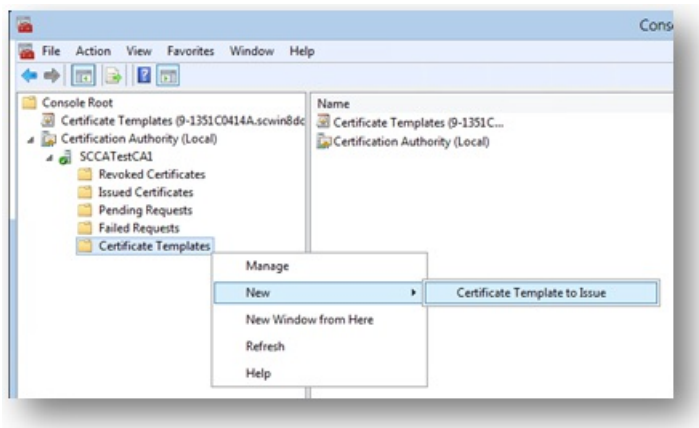 Conso
File Action View Favorites Window Help
Console Root
Certificate Templates (9-1351C0414A.scwin8dc
Certification Authority (Local)
SCCATestCA1
Revoked Certificates
Issued Certificates
Pending Requests
Failed Requests
Certificate Templates
Name
Certificate Templates (9-1351C...
Certification Authority (Local)
Manage
New
Certificate Template to Issue
New Window from Here
Refresh
Help